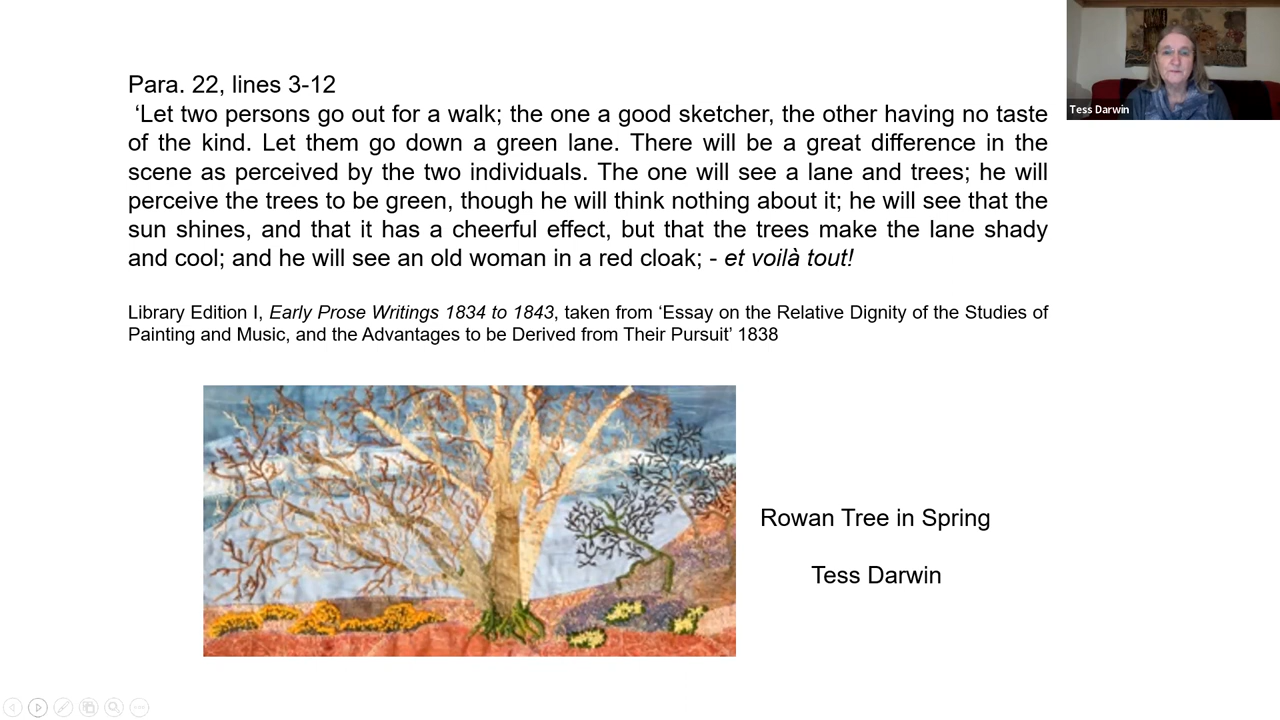 Para. 22, lines 3-12
‘Let two persons go out for a walk; the one a good sketcher, the other having no taste
of the kind. Let them go down a green lane. There will be a great difference in the
scene as perceived by the two individuals. The one will see a lane and trees; he will
perceive the trees to be green, though he will think nothing about it; he will see that the
sun shines, and that it has a cheerful effect, but that the trees make the lane shady
and cool; and he will see an old woman in a red cloak; - et voilà tout!
Library Edition I, Early Prose Writings 1834 to 1843, taken from ‘Essay on the Relative Dignity of the Studies of
Painting and Music, and the Advantages to be Derived from Their Pursuit’ 1838
Rowan Tree in Spring
Tess Darwin
Tess Darwin